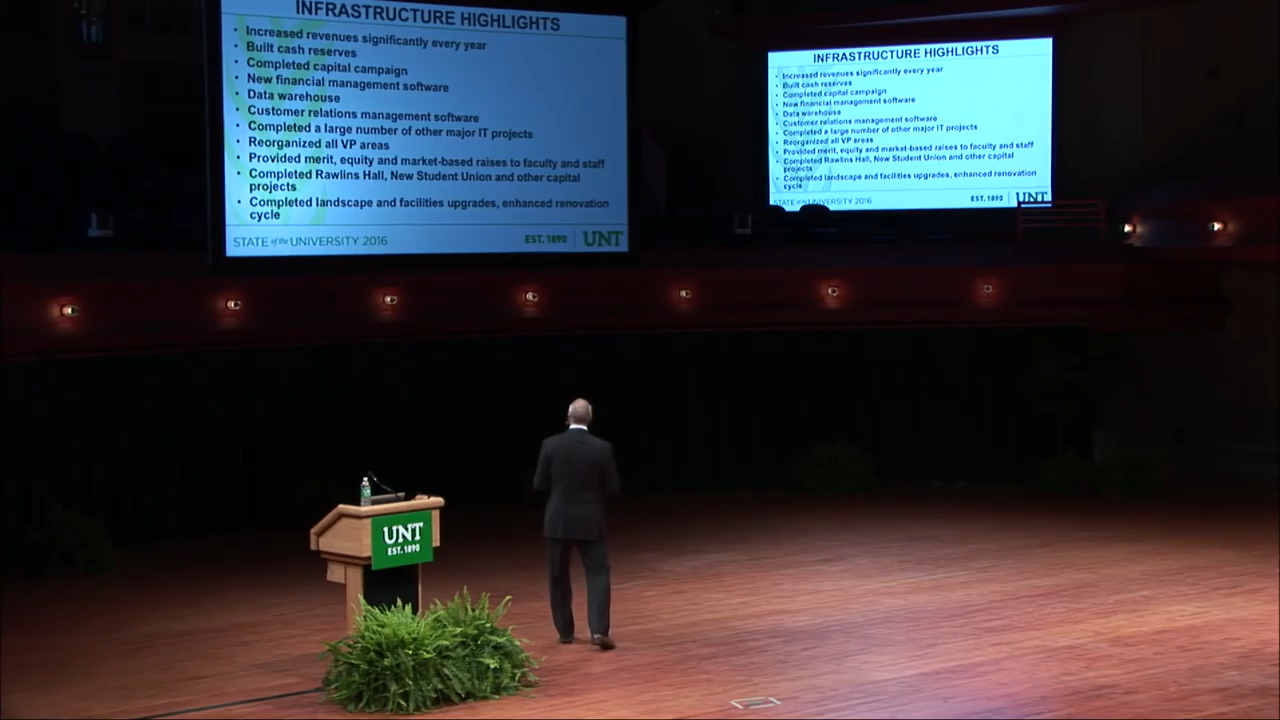 INFRASTRUCTURE HIGHLIGHTS
• Increased revenues significantly every year
• Built cash reserves
• Completed capital campaign
• New financial management software
• Data warehouse
• Customer relations management software
• Completed a large number of other major IT projects
• Reorganized all VP areas
• Provided merit, equity and market-based raises to faculty and staff
• Completed Rawlins Hall, New Student Union and other capital
projects
• Completed landscape and facilities upgrades, enhanced renovation
cycle
STATE of the UNIVERSITY 2016
EST. 1890 | UNT
INFRASTRUCTURE HIGHLIGHTS
• Increased revenues significantly every year
• Built cash reserves
• Completed capital campaign
• New financial management software
• Data warehouse
• Customer relations management software
• Completed a large number of other major IT projects
• Reorganized all VP areas
• Provided merit, equity and market-based raises to faculty and staff
• Completed Rawlins Hall, New Student Union and other capital
projects
• Completed landscape and facilities upgrades, enhanced renovation
cycle
STATE of the UNIVERSITY 2016
EST. 1890 | UNT
UNT
EST. 1890